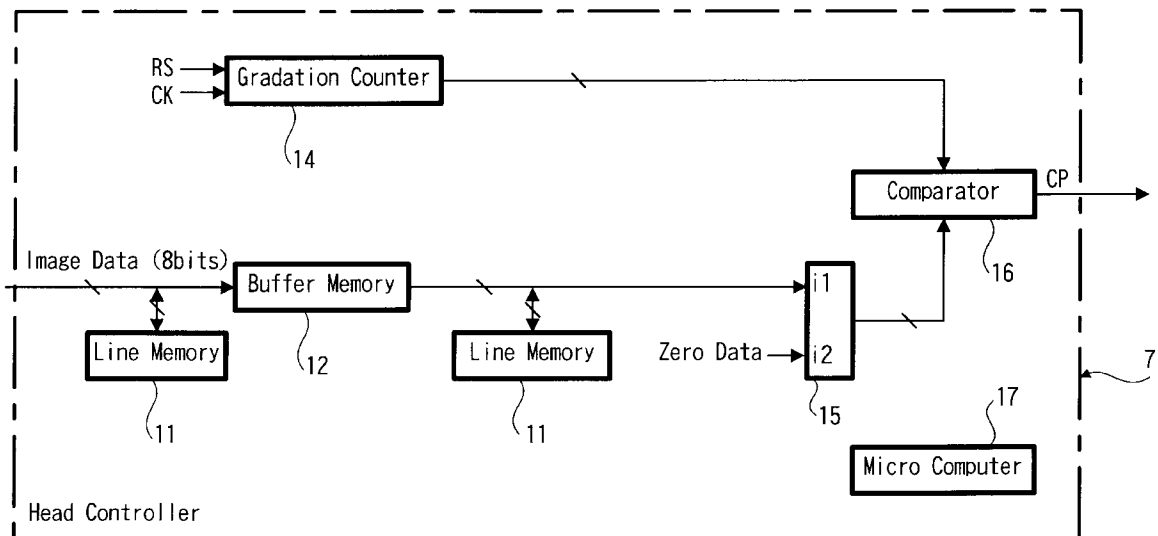 RS
CK
Gradation Counter
14
Comparator
CP
16
Image Data (8bits)
Buffer Memory
12
i1
Line Memory
11
Line Memory
11
Zero Data
i2
15
7
17
Micro Computer
Head Controller